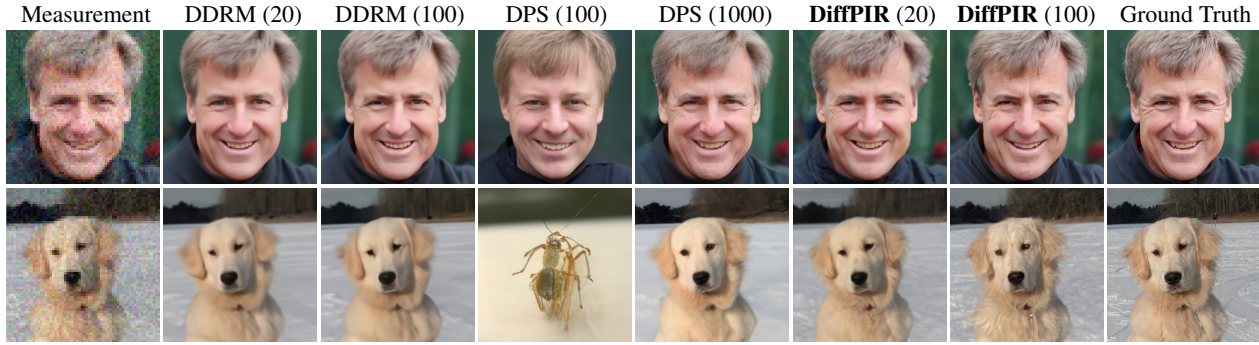 Measurement DDRM (20) DDRM (100) DPS (100) DPS (1000) DiffPIR (20) DiffPIR (100) Ground Truth